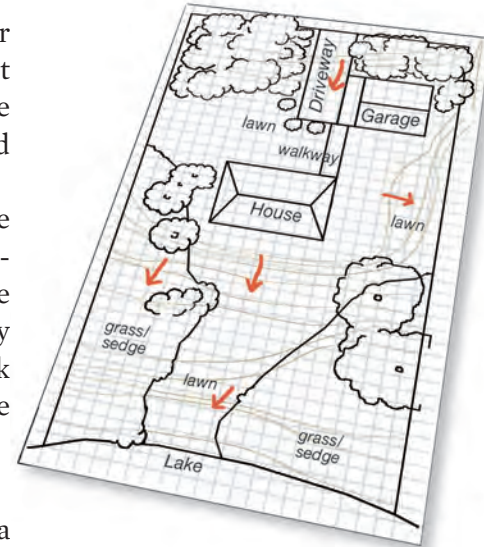 r
t
e
d
e
-
e
y
k
e
a
Driveway
Garage
lawn
walkway
House
lawn
grass/
sedge
lawn
grass/
sedge
Lake